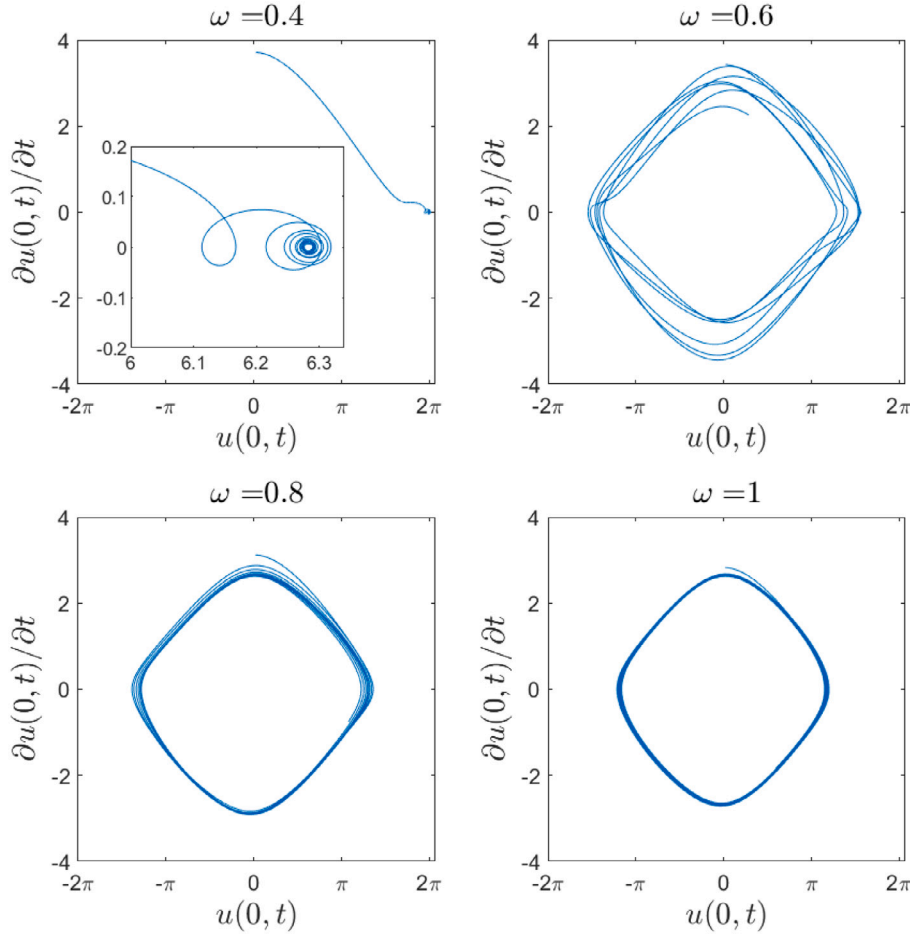 ω =0.4
4
2
0
-2
-4
∂u(0, t)/∂t
0.2
0.1
0
-0.1
-0.2
6
6.1
6.2
6.3
-2π
-π
0
π
2π
u(0, t)
ω =0.6
4
2
0
-2
-4
∂u(0, t)/∂t
-2π
-π
0
π
2π
u(0, t)
ω =0.8
4
2
0
-2
-4
∂u(0, t)/∂t
-2π
-π
0
π
2π
u(0, t)
ω =1
4
2
0
-2
-4
∂u(0, t)/∂t
-2π
-π
0
π
2π
u(0, t)